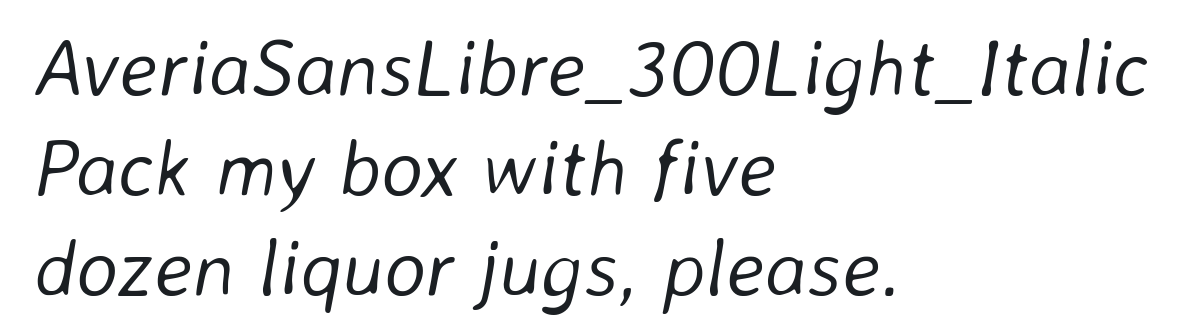 AveriaSansLibre_300Light_Italic
Pack my box with five
dozen liquor jugs, please.